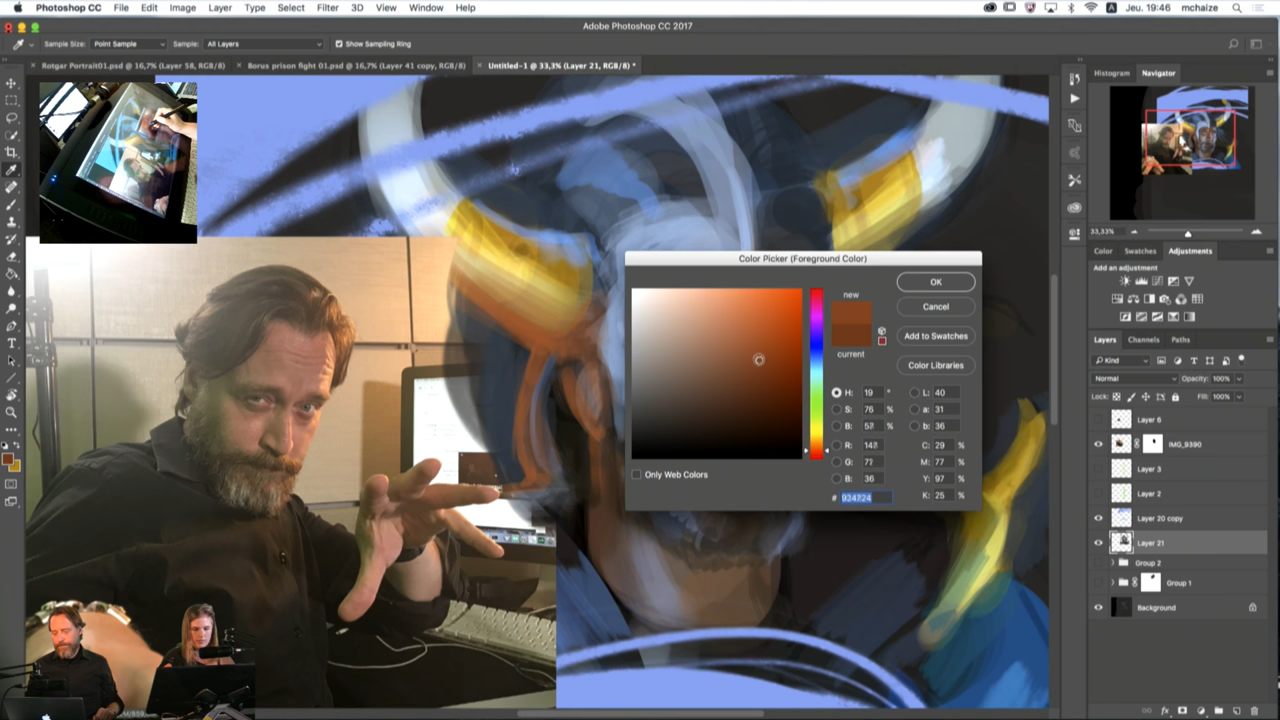 Photoshop CC File Edit Image Layer Type Select Filter 3D View Window Help Jeu. 19:46 mchaize
Adobe Photoshop CC 2017
Sample Size: Point Sample Sample: All Layers Show Sampling Ring
Rotgar Portrait01.psd @ 16,7% (Layer 58, RGB/8) Borus prison fight 01.psd @ 16,7% (Layer 41 copy, RGB/8) Untitled-1 @ 33,3% (Layer 21, RGB/8) *
Histogram Navigator
33,33%
Color Swatches Adjustments
Add an adjustment
Layers Channels Paths
Kind
Normal Opacity: 100%
Lock: Fill: 100%
Layer 6
IMG_9390
Layer 3
Layer 2
Layer 20 copy
Layer 21
Group 2
Group 1
Background
Color Picker (Foreground Color)
new
current
OK
Cancel
Add to Swatches
Color Libraries
H: 19 °
S: 76 %
B: %
R:
G:
B: 36
L: 40
a: 31
b: 36
C: 29 %
M: 77 %
Y: 97 %
K: 25 %
#
Only Web Colors